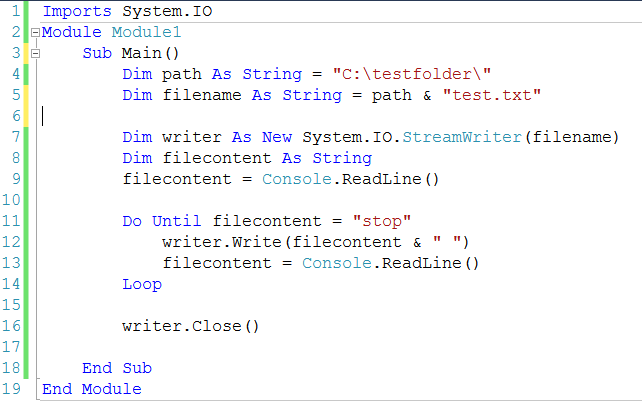 1 Imports System.IO
2 Module Module1
3 Sub Main()
4 Dim path As String = "C:\testfolder\"
5 Dim filename As String = path & "test.txt"
6
7 Dim writer As New System.IO.StreamWriter(filename)
8 Dim filecontent As String
9 filecontent = Console.ReadLine()
10
11 Do Until filecontent = "stop"
12 writer.Write(filecontent & " ")
13 filecontent = Console.ReadLine()
14 Loop
15
16 writer.Close()
17
18 End Sub
19 End Module